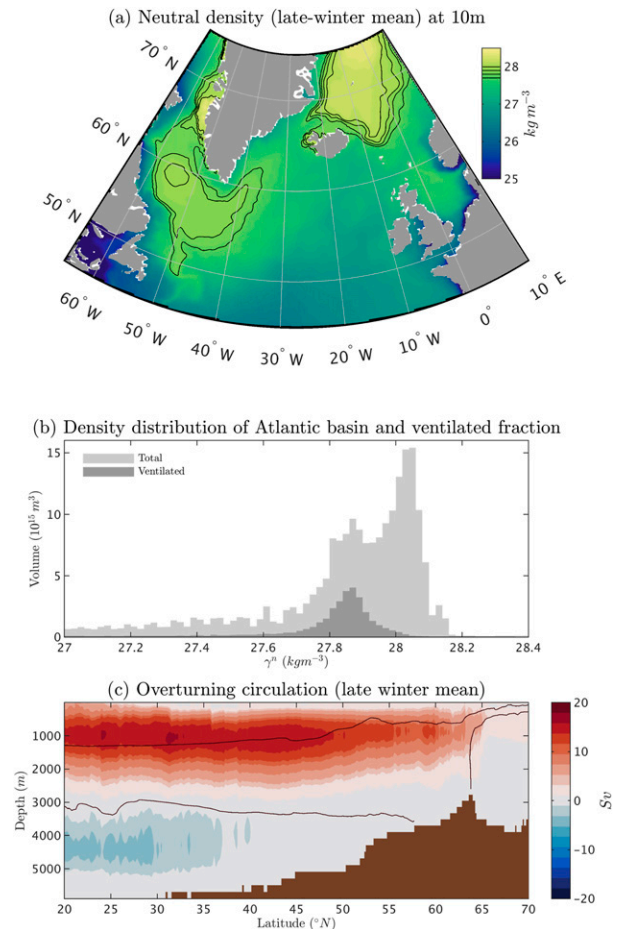 (a) Neutral density (late-winter mean) at 10m
70° N
60° N
50° N
60° W
50° W
40° W
30° W
20° W
10° W
0°
10° E
28
27
26
25
kg m⁻³
(b) Density distribution of Atlantic basin and ventilated fraction
Total
Ventilated
Volume (10¹⁵ m³)
15
10
5
0
27
27.2
27.4
27.6
27.8
28
28.2
28.4
γⁿ (kgm⁻³)
(c) Overturning circulation (late winter mean)
Depth (m)
1000
2000
3000
4000
5000
20
25
30
35
40
45
50
55
60
65
70
Latitude (°N)
20
10
0
−10
−20
Sv